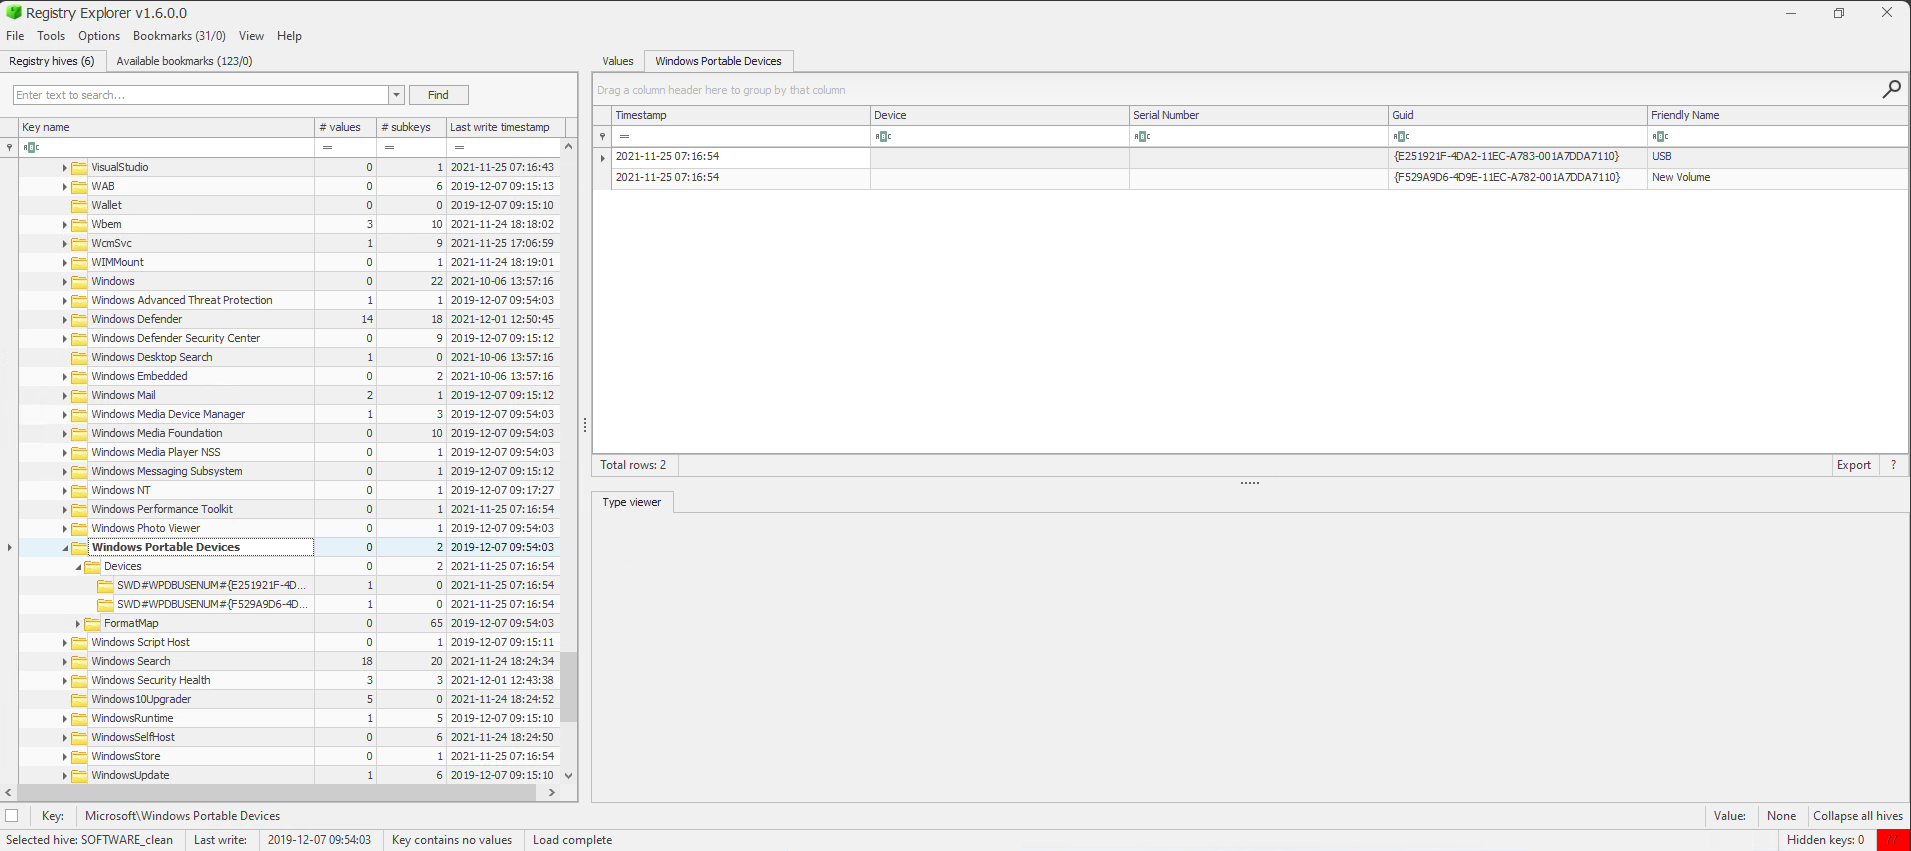 Registry Explorer v1.6.0.0
File Tools Options Bookmarks (31/0) View Help
Registry hives (6) Available bookmarks (123/0)
Enter text to search... Find
Key name # values # subkeys Last write timestamp
= = =
VisualStudio 0 1 2021-11-25 07:16:43
WAB 0 6 2019-12-07 09:15:13
Wallet 0 0 2019-12-07 09:15:10
Wbem 3 10 2021-11-24 18:18:02
WcmSvc 1 9 2021-11-25 17:06:59
WIMMount 0 1 2021-11-24 18:19:01
Windows 0 22 2021-10-06 13:57:16
Windows Advanced Threat Protection 1 1 2019-12-07 09:54:03
Windows Defender 14 18 2021-12-01 12:50:45
Windows Defender Security Center 0 9 2019-12-07 09:15:12
Windows Desktop Search 1 0 2021-10-06 13:57:16
Windows Embedded 0 2 2021-10-06 13:57:16
Windows Mail 2 1 2019-12-07 09:15:12
Windows Media Device Manager 1 3 2019-12-07 09:54:03
Windows Media Foundation 0 10 2019-12-07 09:54:03
Windows Media Player NSS 0 1 2019-12-07 09:54:03
Windows Messaging Subsystem 0 1 2019-12-07 09:15:12
Windows NT 0 1 2019-12-07 09:17:27
Windows Performance Toolkit 0 1 2021-11-25 07:16:54
Windows Photo Viewer 0 1 2019-12-07 09:54:03
Windows Portable Devices 0 2 2019-12-07 09:54:03
Devices 0 2 2021-11-25 07:16:54
SWD#WPDBUSENUM#{E251921F-4D... 1 0 2021-11-25 07:16:54
SWD#WPDBUSENUM#{F529A9D6-4D... 1 0 2021-11-25 07:16:54
FormatMap 0 65 2019-12-07 09:54:03
Windows Script Host 0 1 2019-12-07 09:15:11
Windows Search 18 20 2021-11-24 18:24:34
Windows Security Health 3 3 2021-12-01 12:43:38
Windows10Upgrader 5 0 2021-11-24 18:24:52
WindowsRuntime 1 5 2019-12-07 09:15:10
WindowsSelfHost 0 6 2021-11-24 18:24:50
WindowsStore 0 1 2021-11-25 07:16:54
WindowsUpdate 1 6 2019-12-07 09:15:10
Values Windows Portable Devices
Drag a column header here to group by that column
Timestamp Device Serial Number Guid Friendly Name
=
2021-11-25 07:16:54 {E251921F-4DA2-11EC-A783-001A7DDA7110} USB
2021-11-25 07:16:54 {F529A9D6-4D9E-11EC-A782-001A7DDA7110} New Volume
Total rows: 2 Export ?
Type viewer
Key: Microsoft\Windows Portable Devices Value: None Collapse all hives
Selected hive: SOFTWARE_clean Last write: 2019-12-07 09:54:03 Key contains no values Load complete Hidden keys: 0